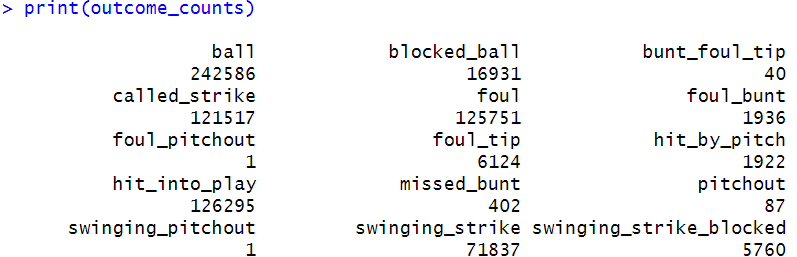 > print(outcome_counts)
ball blocked_ball bunt_foul_tip
242586 16931 40
called_strike foul foul_bunt
121517 125751 1936
foul_pitchout foul_tip hit_by_pitch
1 6124 1922
hit_into_play missed_bunt pitchout
126295 402 87
swinging_pitchout swinging_strike swinging_strike_blocked
1 71837 5760